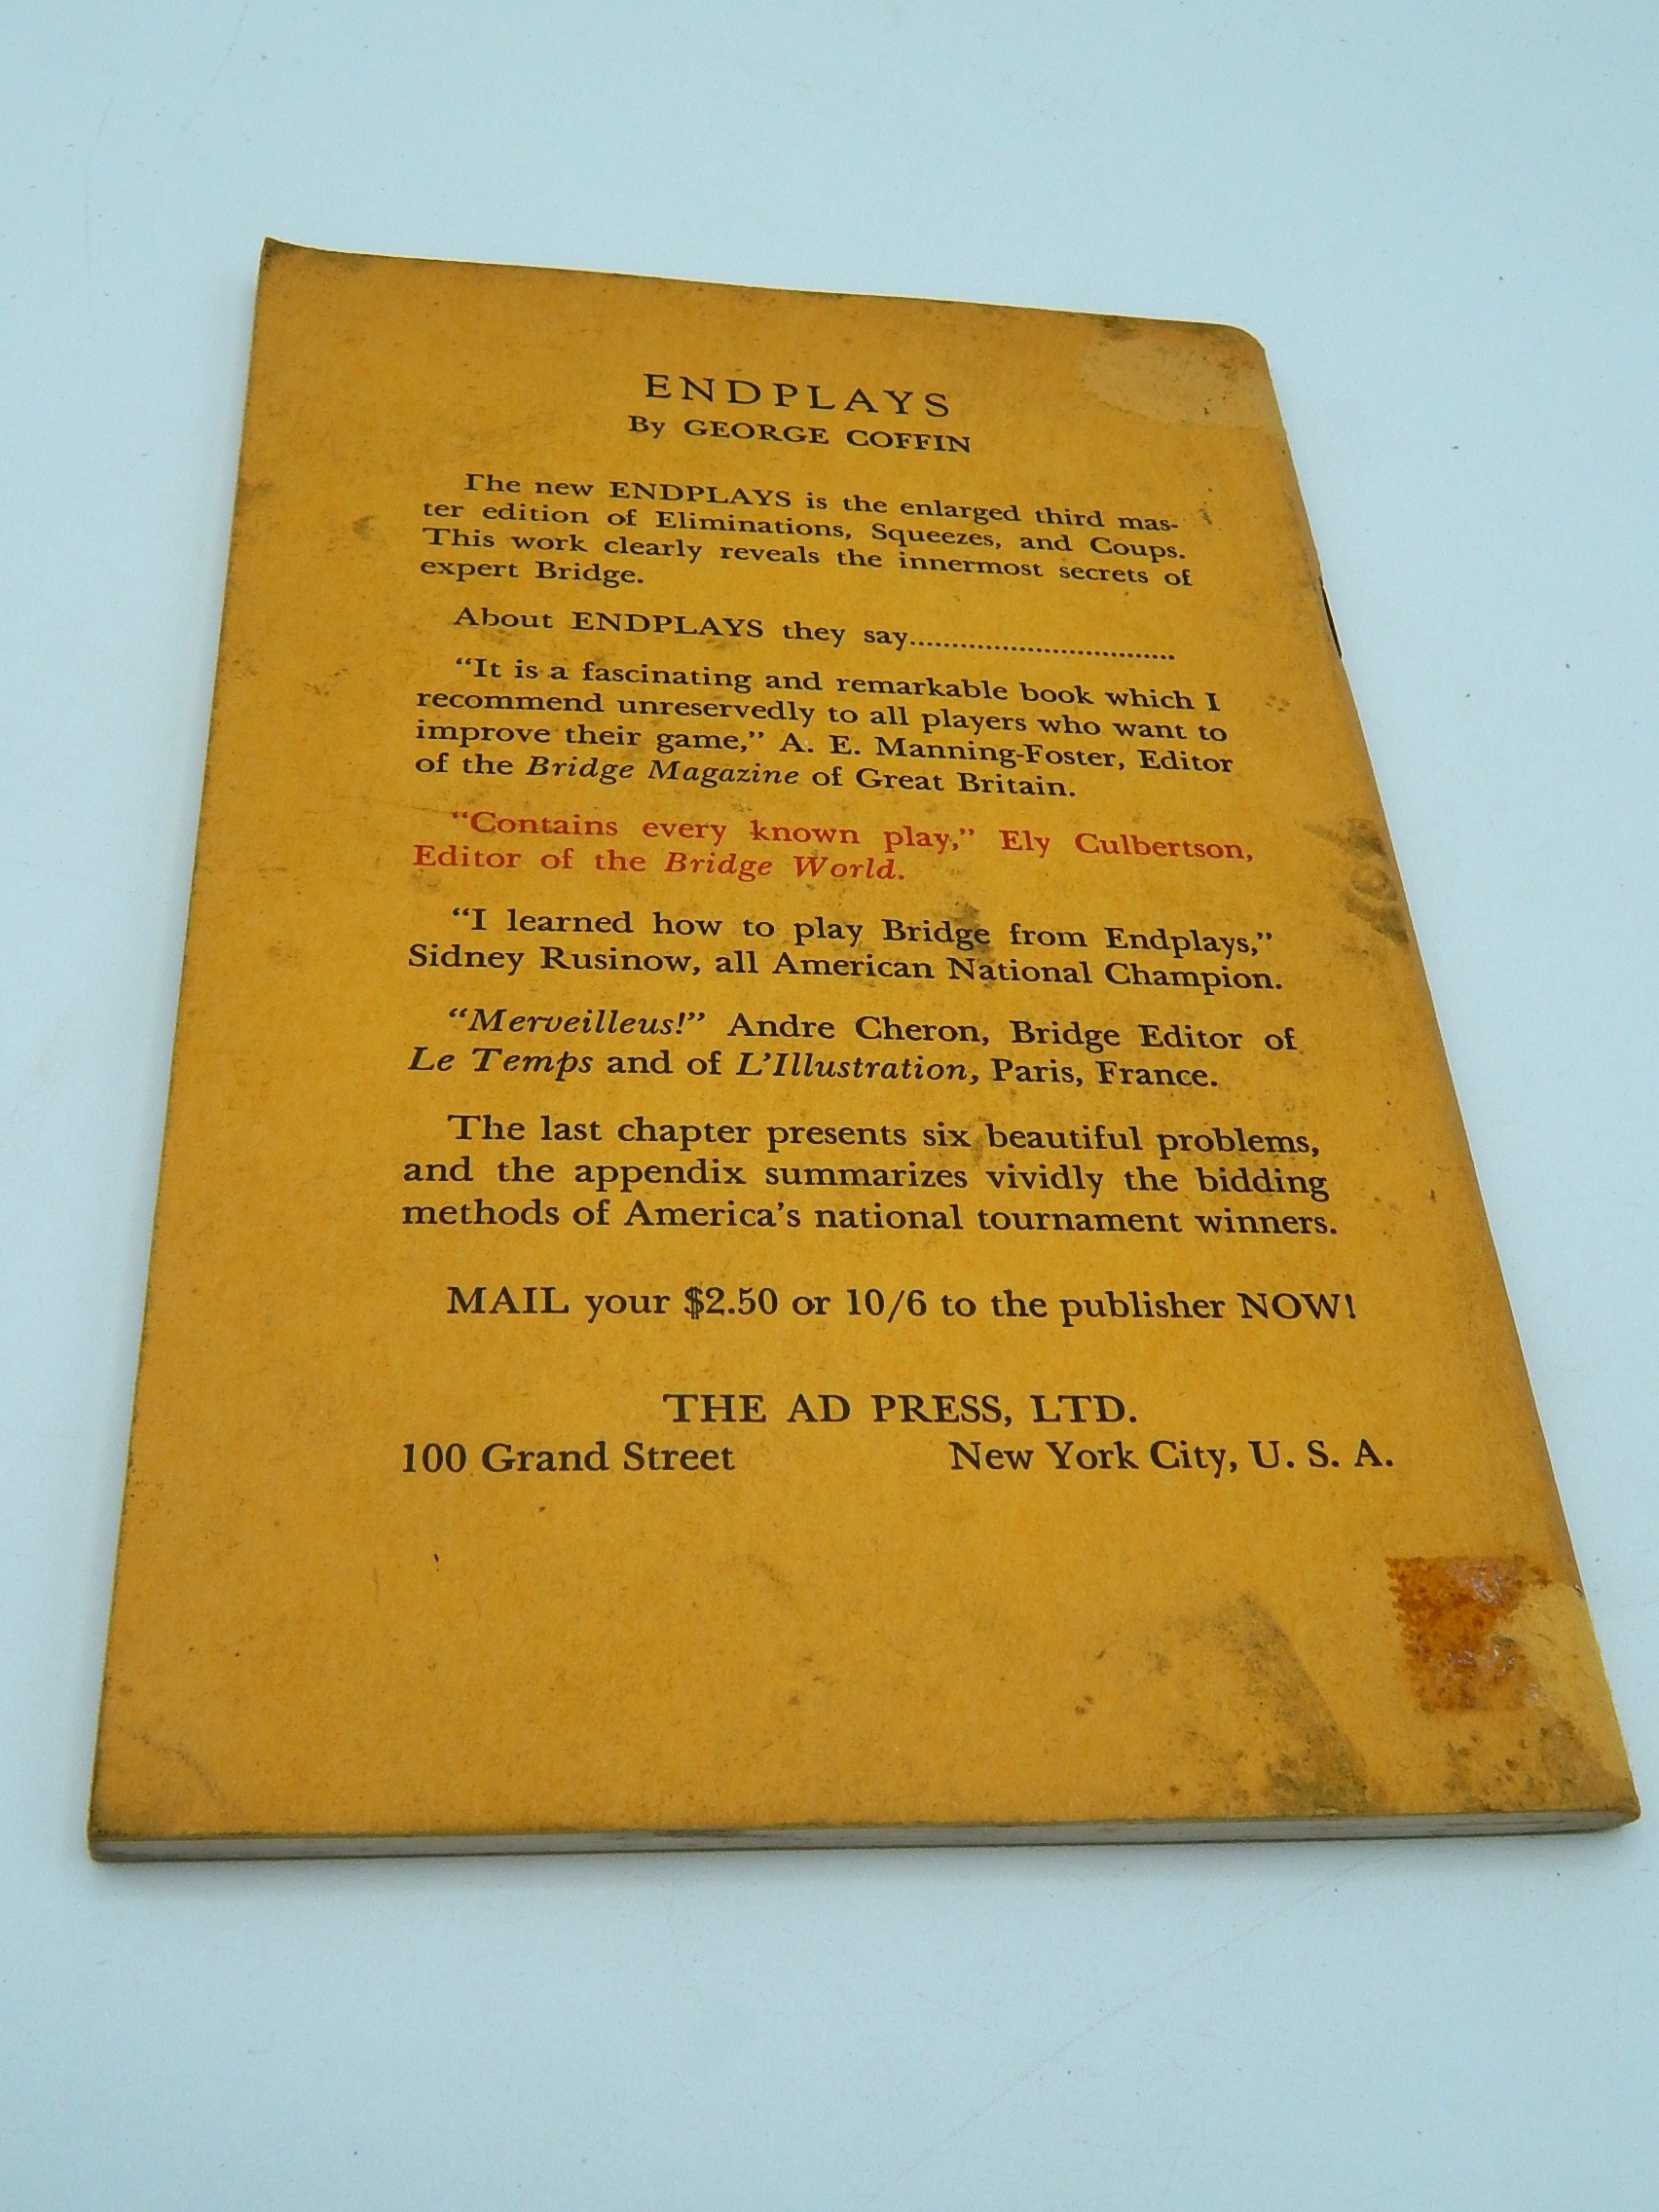 ENDPLAYS
By GEORGE COFFIN
The new ENDPLAYS is the enlarged third mas-
ter edition of Eliminations, Squeezes, and Coups.
This work clearly reveals the innermost secrets of
expert Bridge.
About ENDPLAYS they say................................
“It is a fascinating and remarkable book which I
recommend unreservedly to all players who want to
improve their game,” A. E. Manning-Foster, Editor
of the Bridge Magazine of Great Britain.
“Contains every known play,” Ely Culbertson,
Editor of the Bridge World.
“I learned how to play Bridge from Endplays,”
Sidney Rusinow, all American National Champion.
“Merveilleus!” Andre Cheron, Bridge Editor of
Le Temps and of L’Illustration, Paris, France.
The last chapter presents six beautiful problems,
and the appendix summarizes vividly the bidding
methods of America’s national tournament winners.
MAIL your $2.50 or 10/6 to the publisher NOW!
THE AD PRESS, LTD.
100 Grand Street New York City, U. S. A.